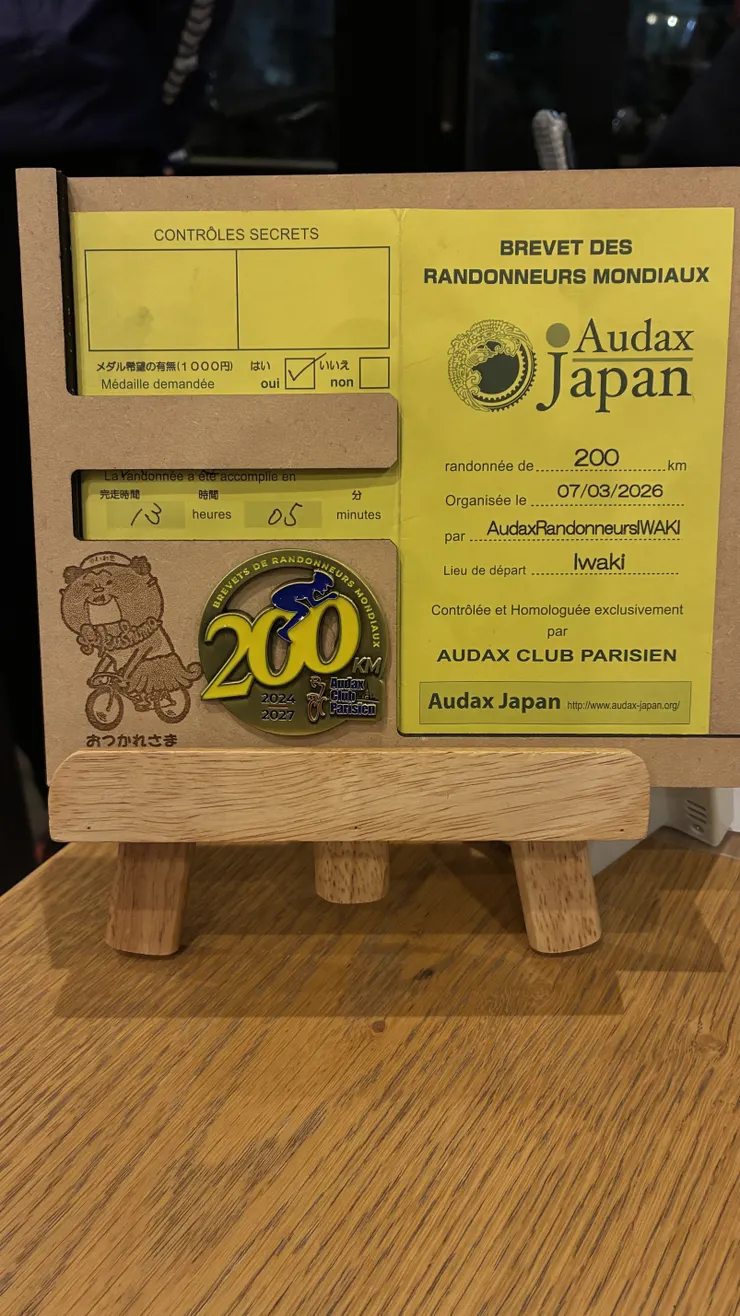 CONTRÔLES SECRETS
メダル希望の有無(1000円) はい いいえ
Médaille demandée oui non
La randonnée a été accomplie en
完走時間 時間 分
13 heures 05 minutes
Fukushima
おつかれさま
BREVETS DE RANDONNEURS MONDIAUX
200
KM
2024
2027
Audax
Club
Parisien
BREVET DES
RANDONNEURS MONDIAUX
Audax
Japan
randonnée de 200 km
Organisée le 07/03/2026
par AudaxRandonneursIWAKI
Lieu de départ Iwaki
Contrôlée et Homologuée exclusivement
par
AUDAX CLUB PARISIEN
Audax Japan http://www.audax-japan.org/